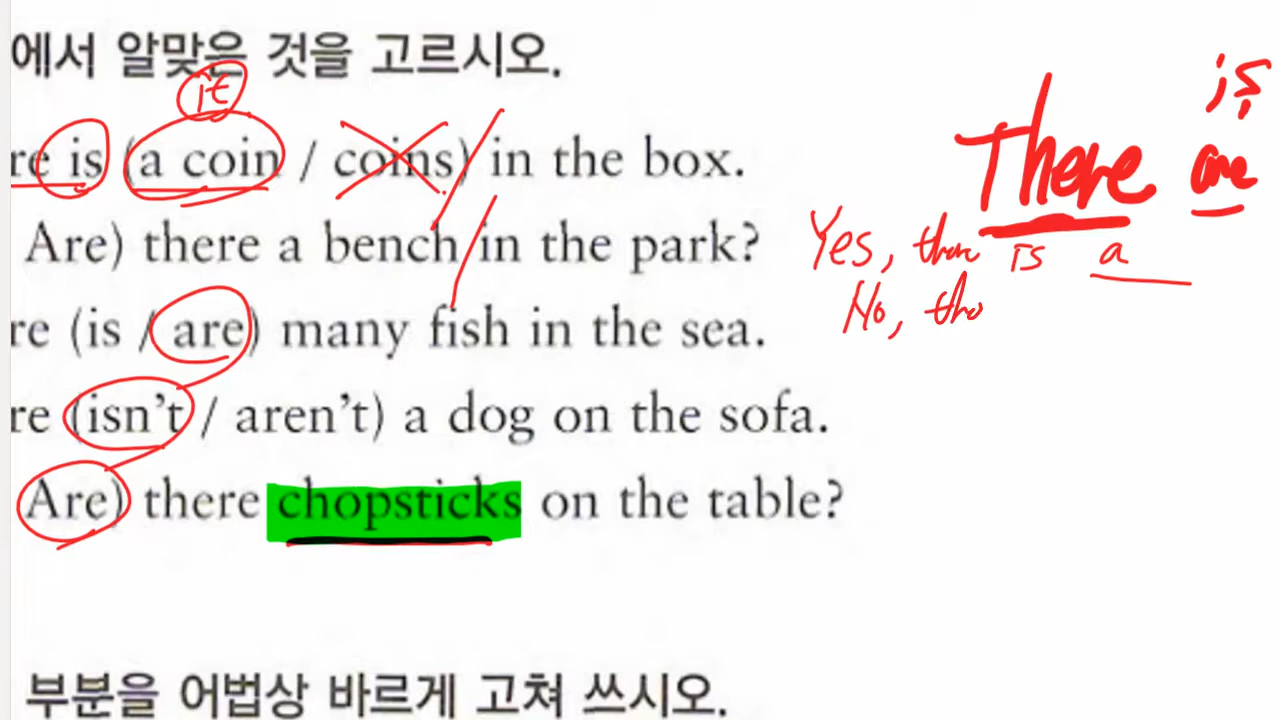 에서 알맞은 것을 고르시오.
it
re is (a coin / coins) in the box.
Are) there a bench in the park?
re (is / are) many fish in the sea.
re (isn't / aren't) a dog on the sofa.
Are) there chopsticks on the table?
부분을 어법상 바르게 고쳐 쓰시오.
is
There are
Yes, there is a
No, the